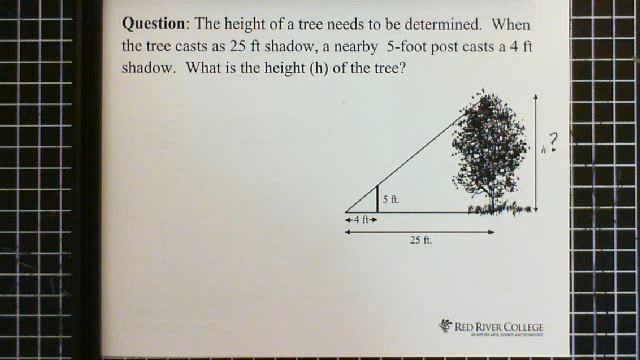 Question: The height of a tree needs to be determined. When
the tree casts as 25 ft shadow, a nearby 5-foot post casts a 4 ft
shadow. What is the height (h) of the tree?
?
h
5 ft.
4 ft
25 ft.
RED RIVER COLLEGE